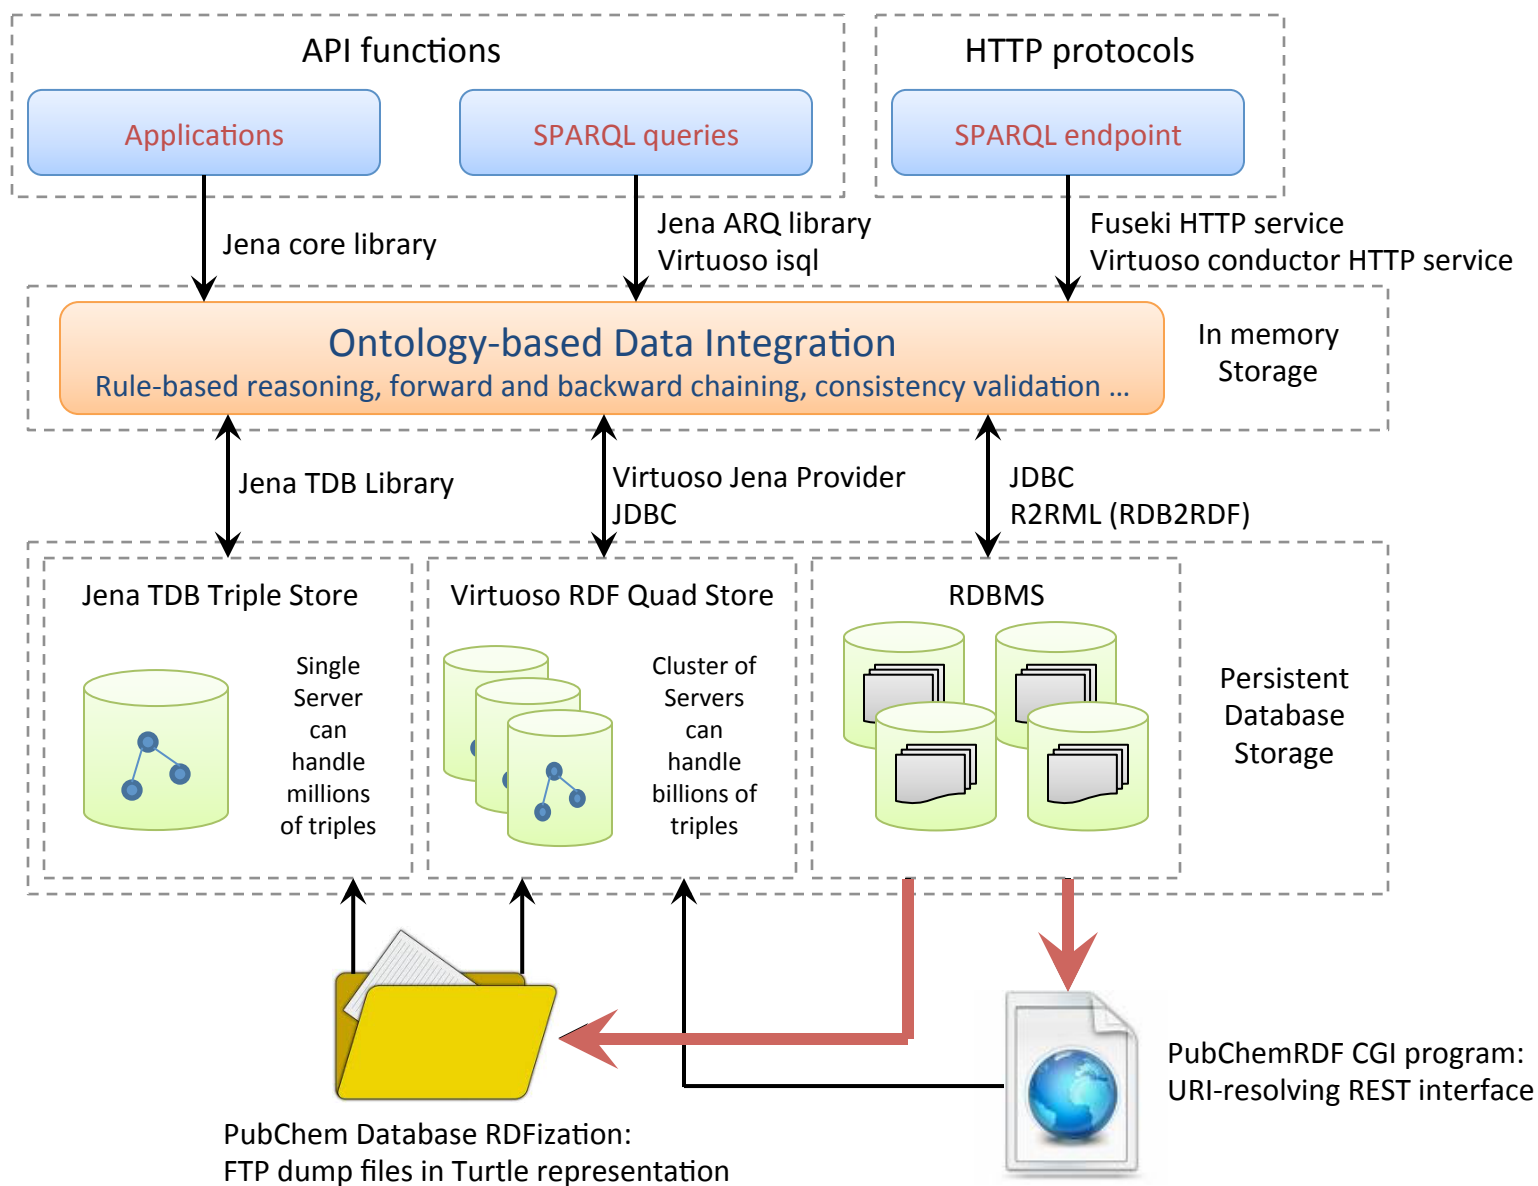 API functions
HTTP protocols
Applications
SPARQL queries
SPARQL endpoint
Jena core library
Jena ARQ library
Virtuoso isql
Fuseki HTTP service
Virtuoso conductor HTTP service
Ontology-based Data Integration
Rule-based reasoning, forward and backward chaining, consistency validation ...
In memory
Storage
Jena TDB Library
Virtuoso Jena Provider
JDBC
JDBC
R2RML (RDB2RDF)
Jena TDB Triple Store
Single
Server
can
handle
millions
of triples
Virtuoso RDF Quad Store
Cluster of
Servers
can
handle
billions of
triples
RDBMS
Persistent
Database
Storage
PubChemRDF CGI program:
URI-resolving REST interface
PubChem Database RDFization:
FTP dump files in Turtle representation